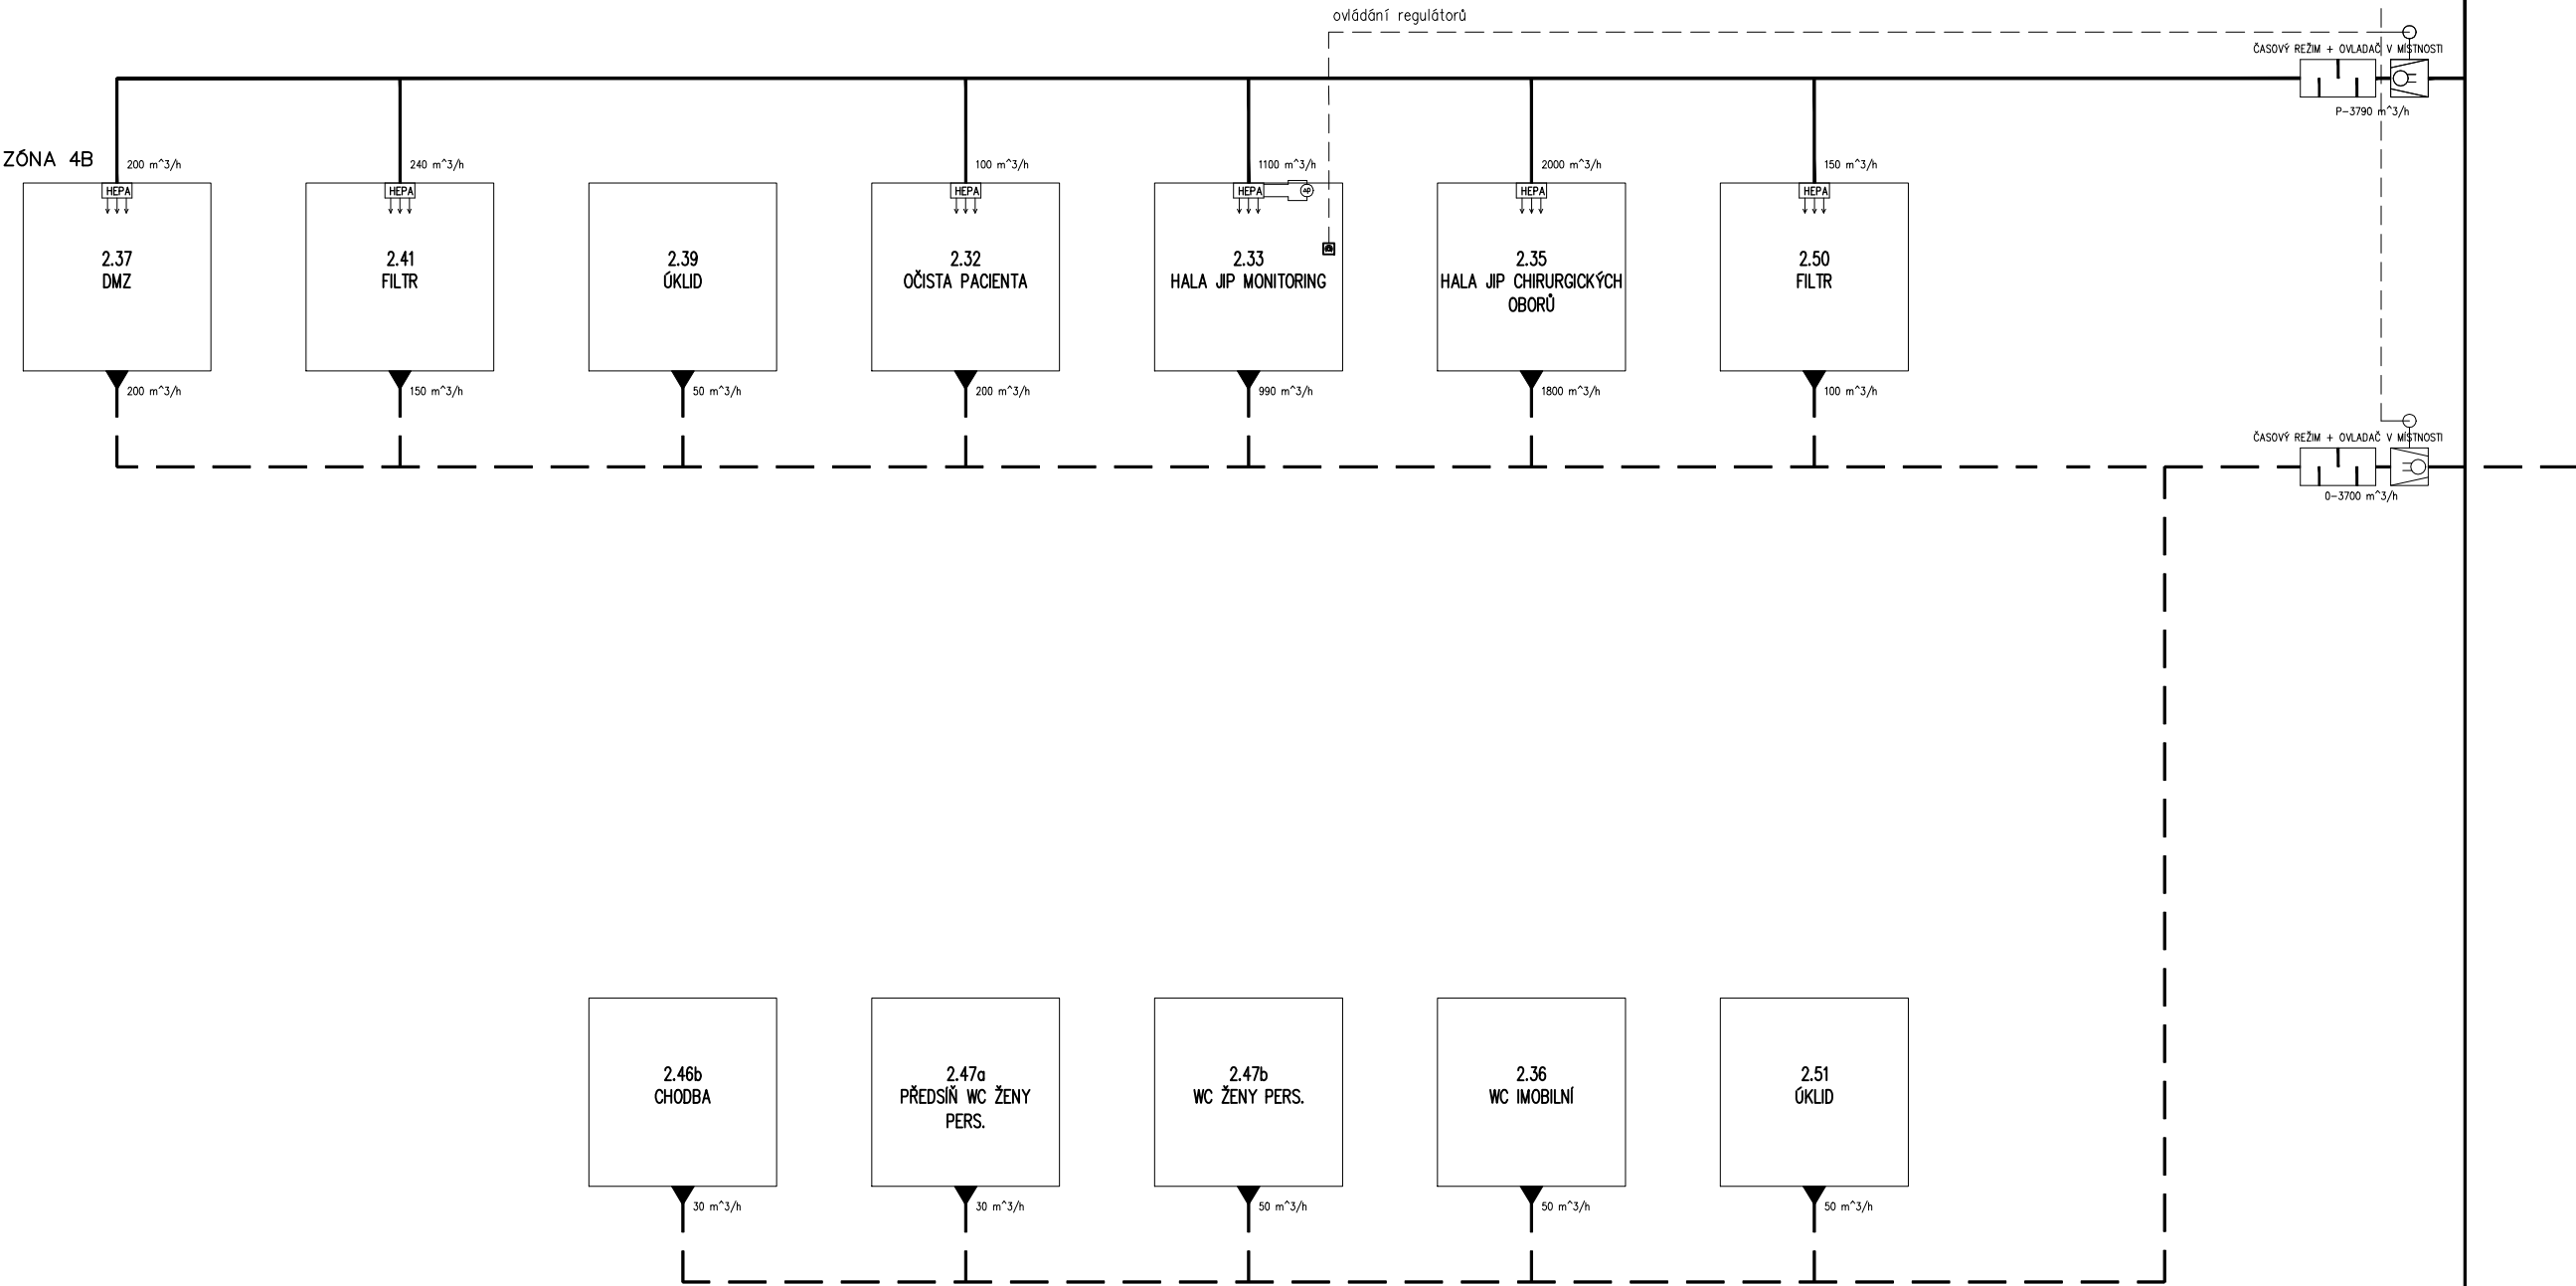 ovládání regulátorů
ČASOVÝ REŽIM + OVLADAČ V MÍSTNOSTI
P-3790 m^3/h
ZÓNA 4B
200 m^3/h
240 m^3/h
100 m^3/h
1100 m^3/h
2000 m^3/h
150 m^3/h
HEPA
HEPA
HEPA
HEPA
HEPA
HEPA
2.37
DMZ
2.41
FILTR
2.39
ÚKLID
2.32
OČISTA PACIENTA
2.33
HALA JIP MONITORING
2.35
HALA JIP CHIRURGICKÝCH
OBORŮ
2.50
FILTR
200 m^3/h
150 m^3/h
50 m^3/h
200 m^3/h
990 m^3/h
1800 m^3/h
100 m^3/h
ČASOVÝ REŽIM + OVLADAČ V MÍSTNOSTI
O-3700 m^3/h
2.46b
CHODBA
2.47a
PŘEDSÍŇ WC ŽENY
PERS.
2.47b
WC ŽENY PERS.
2.36
WC IMOBILNÍ
2.51
ÚKLID
30 m^3/h
30 m^3/h
50 m^3/h
50 m^3/h
50 m^3/h